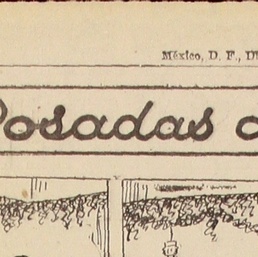 México, D. F., D
Posadas